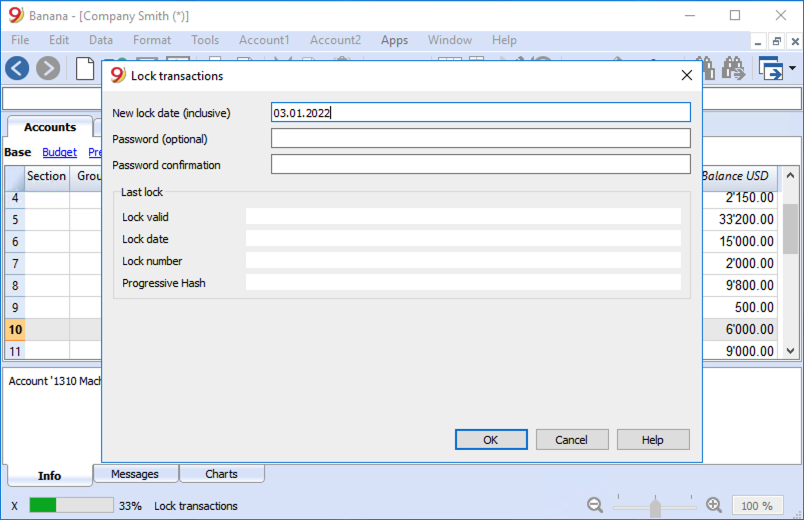 Banana - [Company Smith (*)]
File Edit Data Format Tools Account1 Account2 Apps Window Help
Lock transactions
New lock date (inclusive) 03.01.2022
Password (optional)
Password confirmation
Accounts
Base Budget
Last lock
Section Balance USD
4 2'150.00
5 Lock valid 33'200.00
6 Lock date 15'000.00
7 Lock number 2'000.00
8 Progressive Hash 9'800.00
9 500.00
10 6'000.00
11 9'000.00
Account '1310
OK Cancel Help
Info Messages Charts
X 33% Lock transactions 100 %